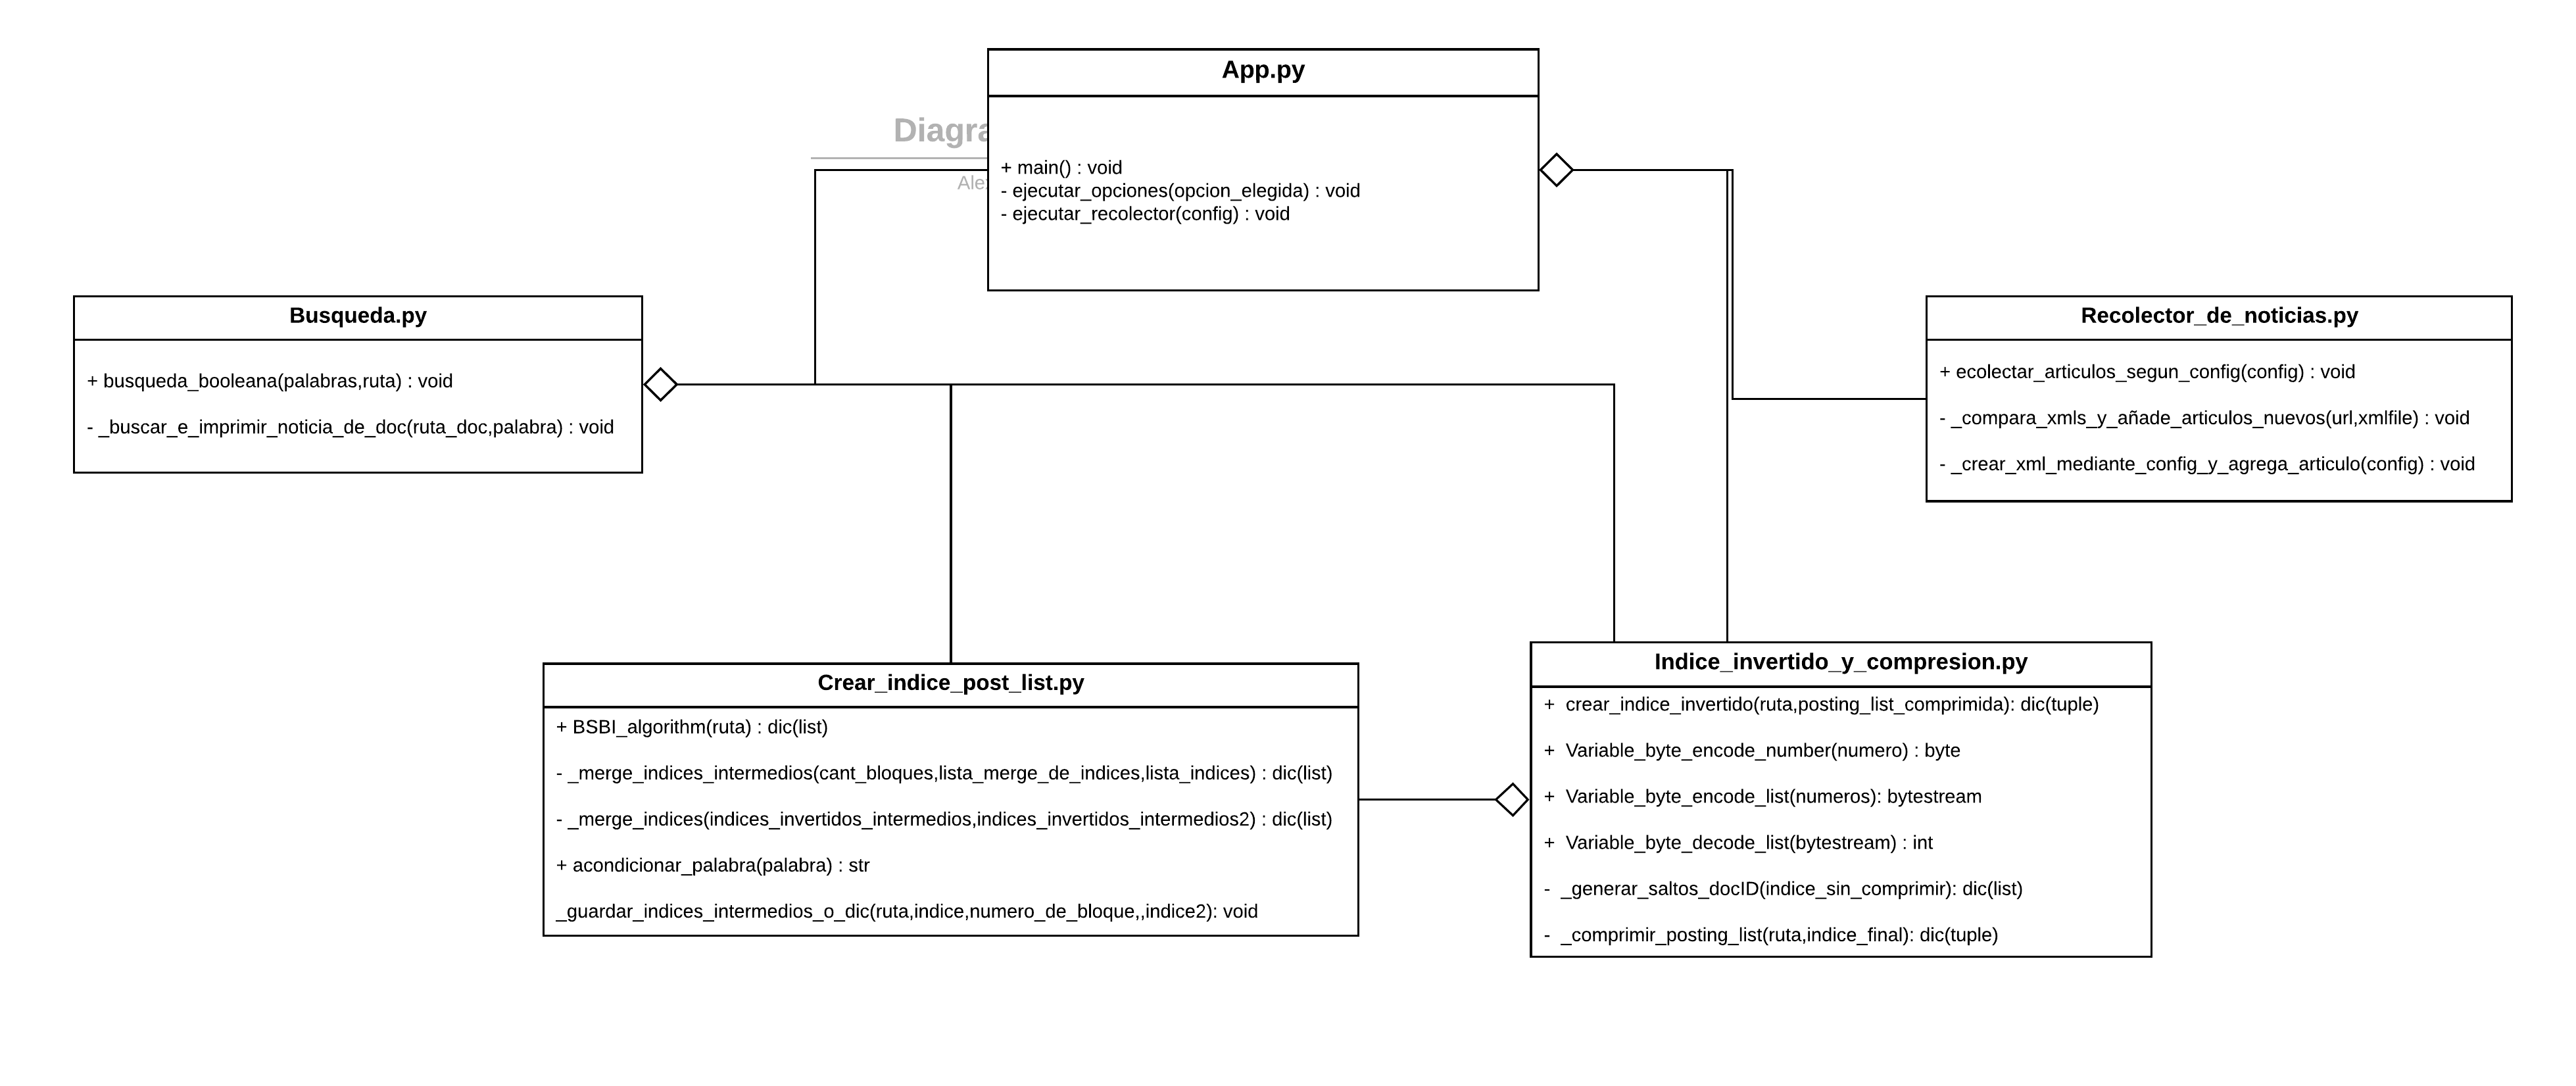 App.py
+ main() : void
- ejecutar_opciones(opcion_elegida) : void
- ejecutar_recolector(config) : void
Busqueda.py
+ busqueda_booleana(palabras,ruta) : void
- _buscar_e_imprimir_noticia_de_doc(ruta_doc,palabra) : void
Recolector_de_noticias.py
+ ecolectar_articulos_segun_config(config) : void
- _compara_xmls_y_añade_articulos_nuevos(url,xmlfile) : void
- _crear_xml_mediante_config_y_agrega_articulo(config) : void
Crear_indice_post_list.py
+ BSBI_algorithm(ruta) : dic(list)
- _merge_indices_intermedios(cant_bloques,lista_merge_de_indices,lista_indices) : dic(list)
- _merge_indices(indices_invertidos_intermedios,indices_invertidos_intermedios2) : dic(list)
+ acondicionar_palabra(palabra) : str
_guardar_indices_intermedios_o_dic(ruta,indice,numero_de_bloque,,indice2): void
Indice_invertido_y_compresion.py
+ crear_indice_invertido(ruta,posting_list_comprimida): dic(tuple)
+ Variable_byte_encode_number(numero) : byte
+ Variable_byte_encode_list(numeros): bytestream
+ Variable_byte_decode_list(bytestream) : int
- _generar_saltos_docID(indice_sin_comprimir): dic(list)
- _comprimir_posting_list(ruta,indice_final): dic(tuple)